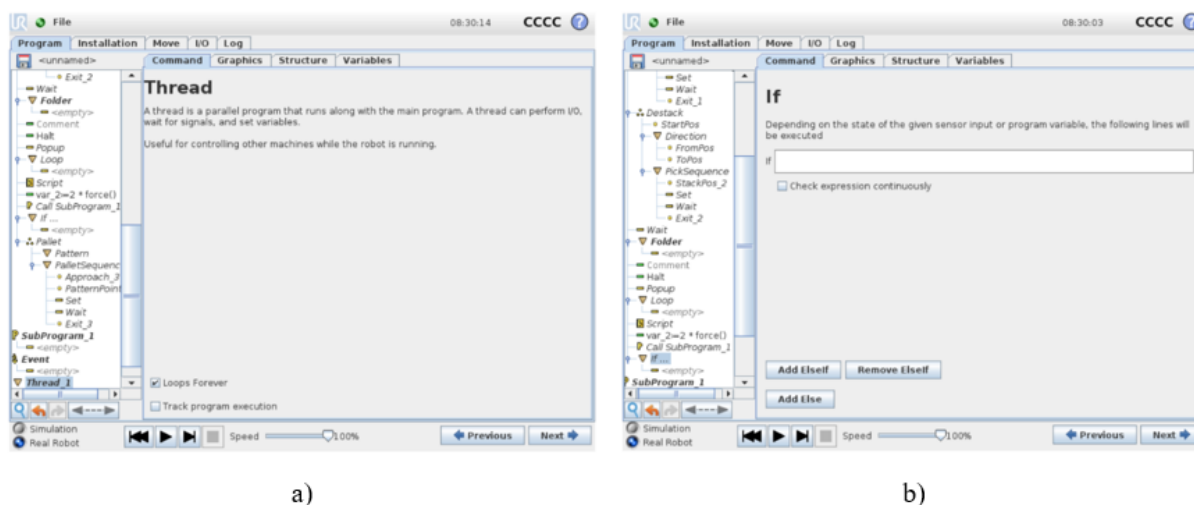 File 08:30:14 CCCC ?
Program Installation Move I/O Log
<unnamed> Command Graphics Structure Variables
Exit_2
Wait
Folder
<empty>
Comment
Halt
Popup
Loop
<empty>
Script
var_2:=2 * force()
Call SubProgram_1
If ...
<empty>
Pallet
Pattern
PalletSequenc
Approach_3
PatternPoint
Set
Wait
Exit_3
SubProgram_1
<empty>
Event
<empty>
Thread_1
Thread
A thread is a parallel program that runs along with the main program. A thread can perform I/O,
wait for signals, and set variables.
Useful for controlling other machines while the robot is running.
Loops Forever
Track program execution
Simulation
Real Robot
Speed 100% Previous Next
a)
File 08:30:03 CCCC ?
Program Installation Move I/O Log
<unnamed> Command Graphics Structure Variables
Set
Wait
Exit_1
Destack
StartPos
Direction
FromPos
ToPos
PickSequence
StackPos_2
Set
Wait
Exit_2
Wait
Folder
<empty>
Comment
Halt
Popup
Loop
<empty>
Script
var_2:=2 * force()
Call SubProgram_1
If ...
<empty>
SubProgram_1
If
Depending on the state of the given sensor input or program variable, the following lines will
be executed
If
Check expression continuously
Add ElseIf Remove ElseIf
Add Else
Simulation
Real Robot
Speed 100% Previous Next
b)